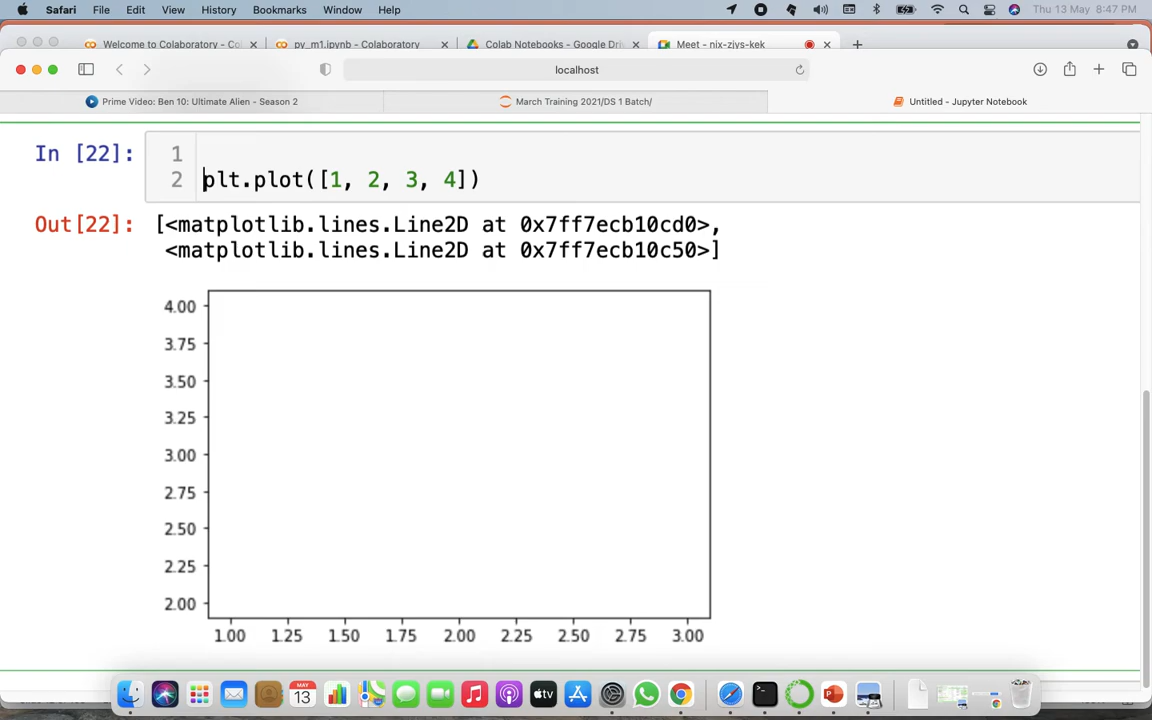 Safari File Edit View History Bookmarks Window Help Thu 13 May 8:47 PM
Welcome to Colaboratory - Co py_m1.ipynb - Colaboratory Colab Notebooks - Google Dri Meet - nix-zjys-kek
localhost
Prime Video: Ben 10: Ultimate Alien - Season 2 March Training 2021/DS 1 Batch/ Untitled - Jupyter Notebook
In [22]: 1
2 plt.plot([1, 2, 3, 4])
Out[22]: [<matplotlib.lines.Line2D at 0x7ff7ecb10cd0>,
<matplotlib.lines.Line2D at 0x7ff7ecb10c50>]
4.00
3.75
3.50
3.25
3.00
2.75
2.50
2.25
2.00
1.00 1.25 1.50 1.75 2.00 2.25 2.50 2.75 3.00
MAY
13
tv